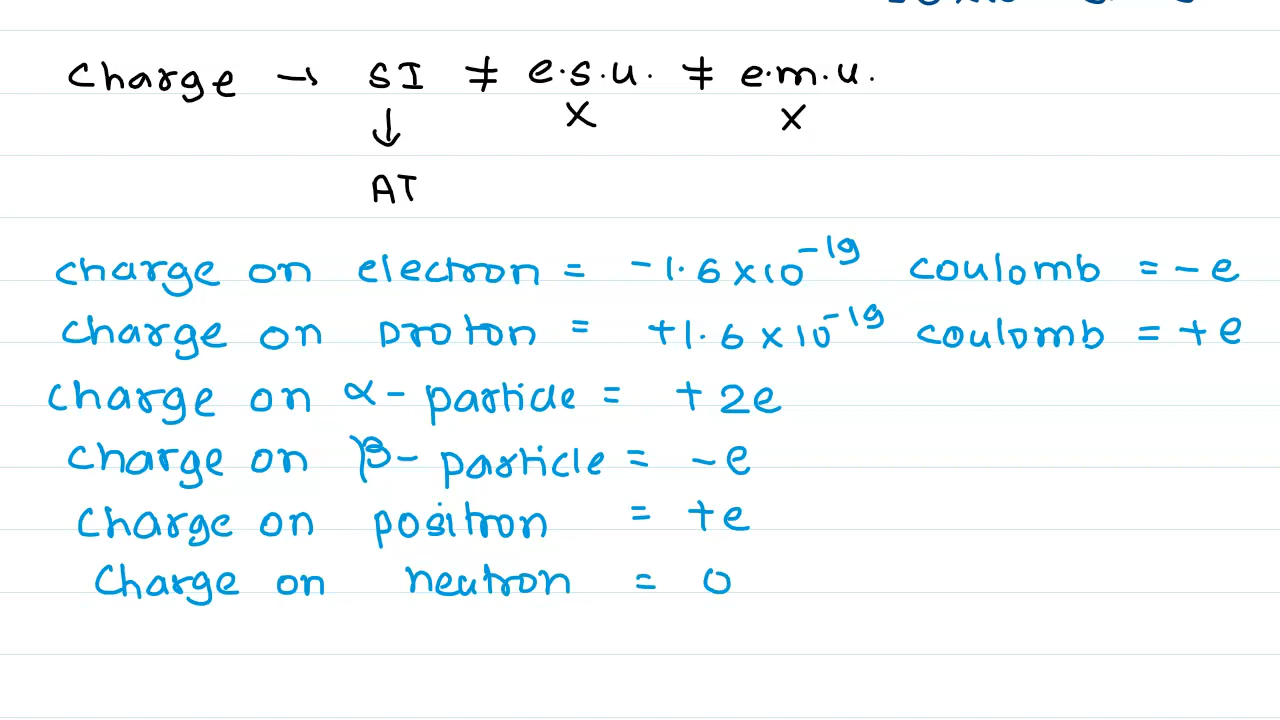 Charge → SI ≠ e.s.u. ≠ e.m.u.
↓ X X
AT
charge on electron = -1.6×10⁻¹⁹ coulomb = -e
charge on proton = +1.6×10⁻¹⁹ coulomb = +e
charge on α-particle = +2e
charge on β-particle = -e
charge on positron = +e
Charge on neutron = 0